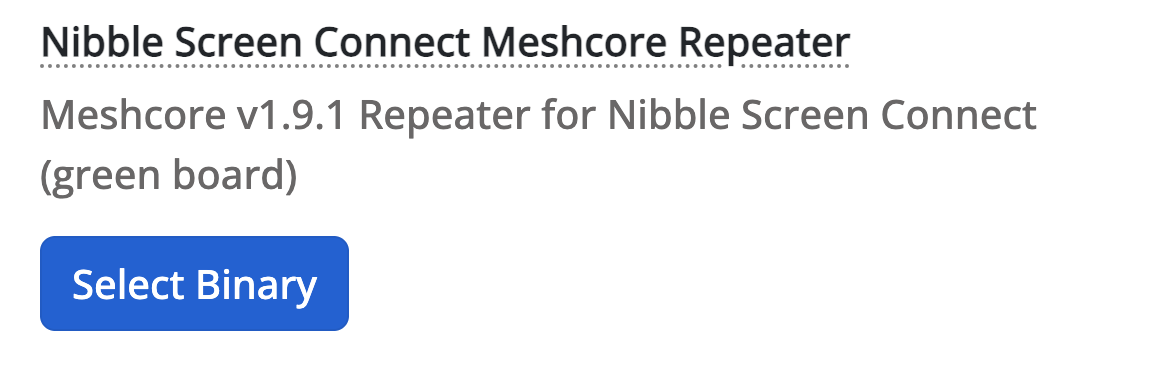 Nibble Screen Connect Meshcore Repeater
Meshcore v1.9.1 Repeater for Nibble Screen Connect
(green board)
Select Binary